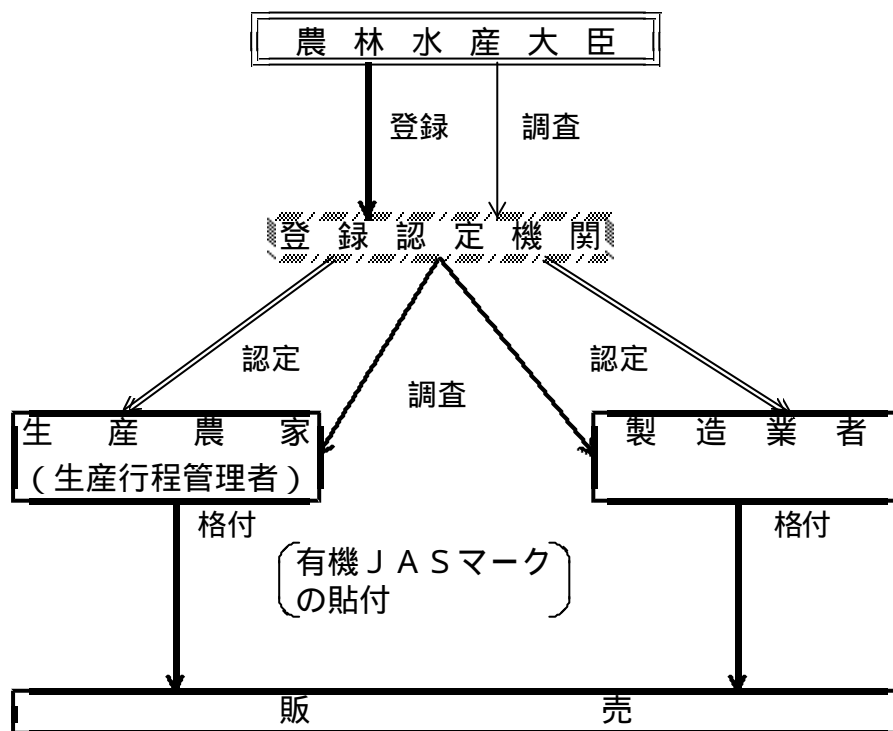 農林水産大臣
登録
調査
登録認定機関
認定
調査
認定
生産農家
(生産行程管理者)
製造業者
格付
格付
有機JASマーク
の貼付
販売